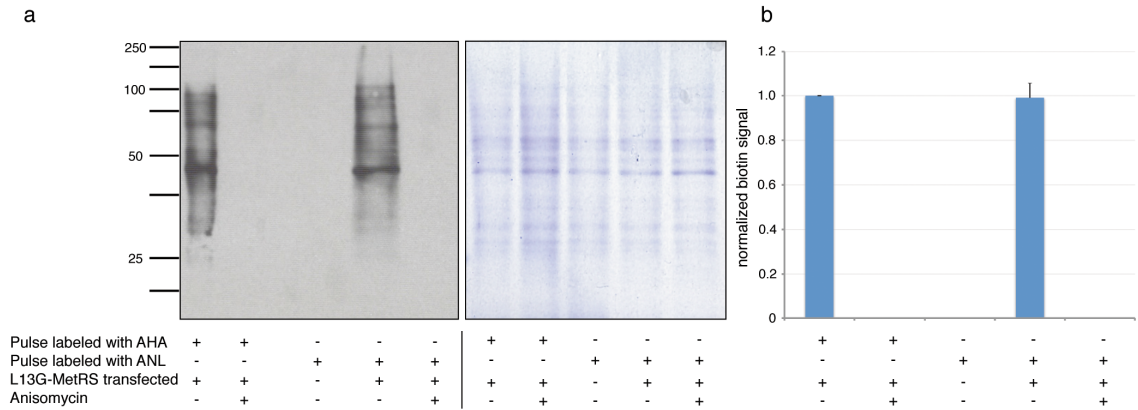 a
b
250
100
50
25
1.2
1.0
0.8
0.6
0.4
0.2
0
normalized biotin signal
Pulse labeled with AHA + + - - - + + - - - + + - - -
Pulse labeled with ANL - - + + + - - + + + - - + + +
L13G-MetRS transfected + + - + + + + - + + + + - + +
Anisomycin - + - - + - + - - + - + - - +